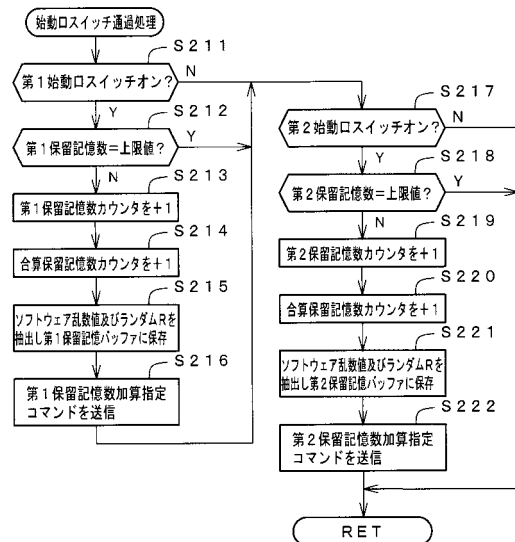 始動口スイッチ通過処理
S211
第1始動口スイッチオン?
N
Y
S212
第1保留記憶数=上限値?
Y
N
S213
第1保留記憶数カウンタを+1
S214
合算保留記憶数カウンタを+1
S215
ソフトウェア乱数値及びランダムRを
抽出し第1保留記憶バッファに保存
S216
第1保留記憶数加算指定
コマンドを送信
S217
第2始動口スイッチオン?
N
Y
S218
第2保留記憶数=上限値?
Y
N
S219
第2保留記憶数カウンタを+1
S220
合算保留記憶数カウンタを+1
S221
ソフトウェア乱数値及びランダムRを
抽出し第2保留記憶バッファに保存
S222
第2保留記憶数加算指定
コマンドを送信
RET